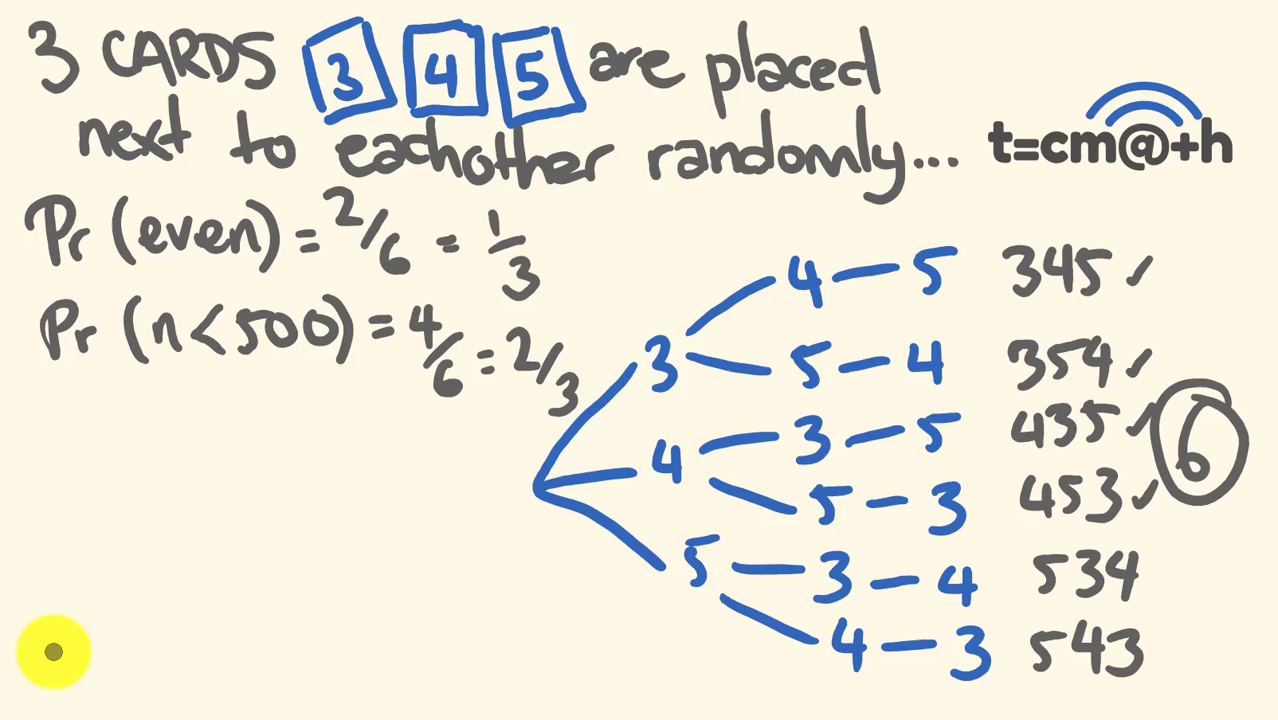 3 CARDS 3 4 5 are placed
next to eachother randomly...
t=cm@+h
Pr (even) = 2/6 = 1/3
Pr (n < 500) = 4/6 = 2/3
3 4 — 5 345 ✓
5 — 4 354 ✓
4 3 — 5 435 ✓
5 — 3 453 ✓
6
5 3 — 4 534
4 — 3 543